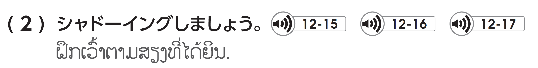 (2) シャドーイングしましょう。 12-15 12-16 12-17
ຝຶກເວົ້າຕາມສຽງທີ່ໄດ້ຍິນ.